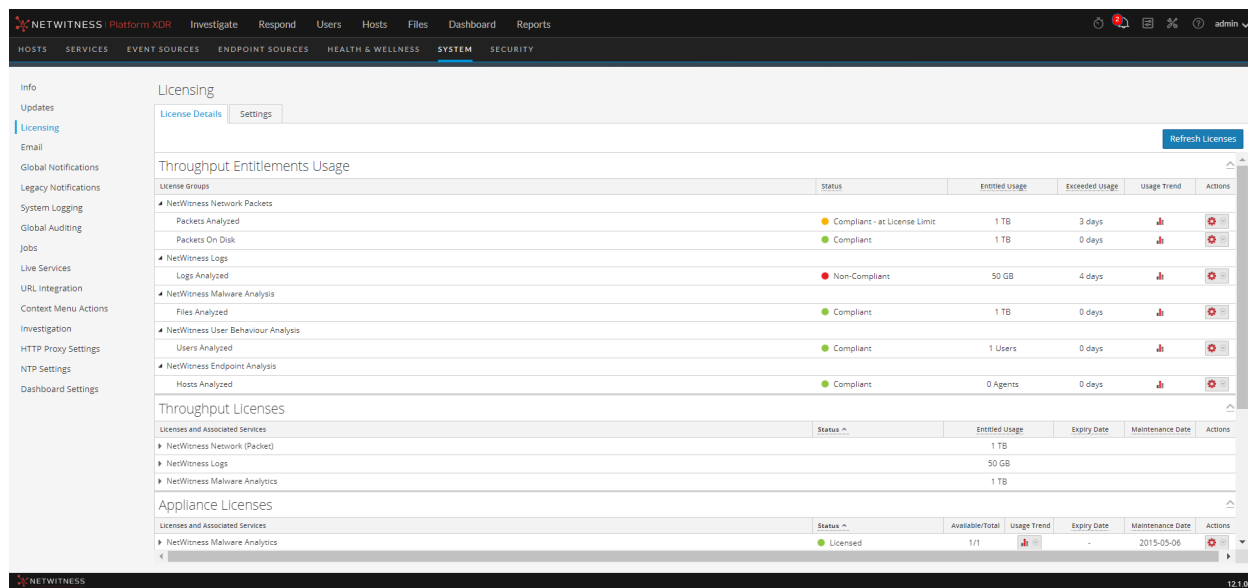 NETWITNESS Platform XDR Investigate Respond Users Hosts Files Dashboard Reports 2 admin
HOSTS SERVICES EVENT SOURCES ENDPOINT SOURCES HEALTH & WELLNESS SYSTEM SECURITY
Info
Updates
Licensing
Email
Global Notifications
Legacy Notifications
System Logging
Global Auditing
Jobs
Live Services
URL Integration
Context Menu Actions
Investigation
HTTP Proxy Settings
NTP Settings
Dashboard Settings
Licensing
License Details Settings
Refresh Licenses
Throughput Entitlements Usage
License Groups Status Entitled Usage Exceeded Usage Usage Trend Actions
NetWitness Network Packets
Packets Analyzed Compliant - at License Limit 1 TB 3 days
Packets On Disk Compliant 1 TB 0 days
NetWitness Logs
Logs Analyzed Non-Compliant 50 GB 4 days
NetWitness Malware Analysis
Files Analyzed Compliant 1 TB 0 days
NetWitness User Behaviour Analysis
Users Analyzed Compliant 1 Users 0 days
NetWitness Endpoint Analysis
Hosts Analyzed Compliant 0 Agents 0 days
Throughput Licenses
Licenses and Associated Services Status Entitled Usage Expiry Date Maintenance Date Actions
NetWitness Network (Packet) 1 TB
NetWitness Logs 50 GB
NetWitness Malware Analytics 1 TB
Appliance Licenses
Licenses and Associated Services Status Available/Total Usage Trend Expiry Date Maintenance Date Actions
NetWitness Malware Analytics Licensed 1/1 - 2015-05-06
NETWITNESS 12.1.0